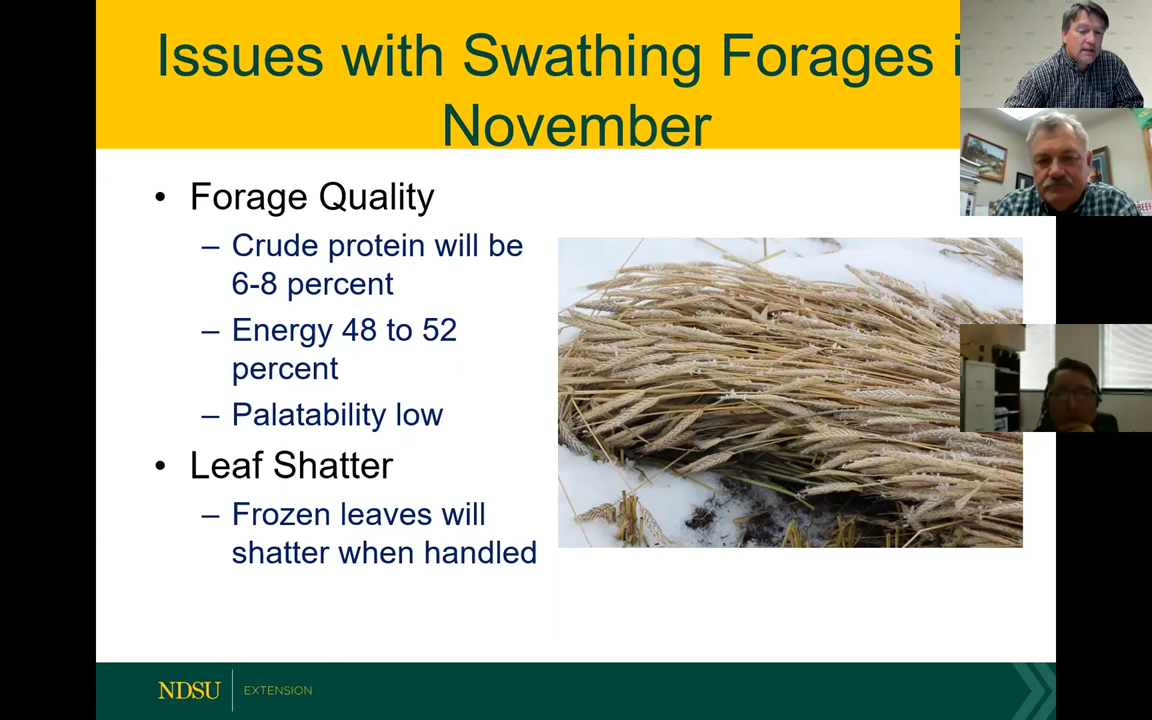 Issues with Swathing Forages i
November
• Forage Quality
– Crude protein will be
6-8 percent
– Energy 48 to 52
percent
– Palatability low
• Leaf Shatter
– Frozen leaves will
shatter when handled
BEEF
NDSU EXTENSION